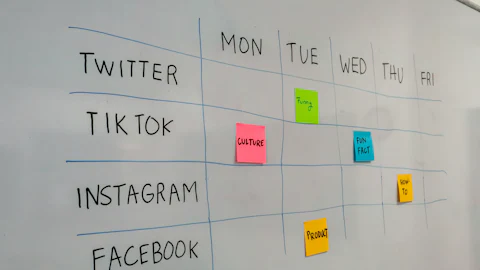 MON TUE WED THU FRI
TWITTER
Funny
TIKTOK
CULTURE
FUN
FACT
INSTAGRAM
HOW
TO
FACEBOOK
PRODUCT